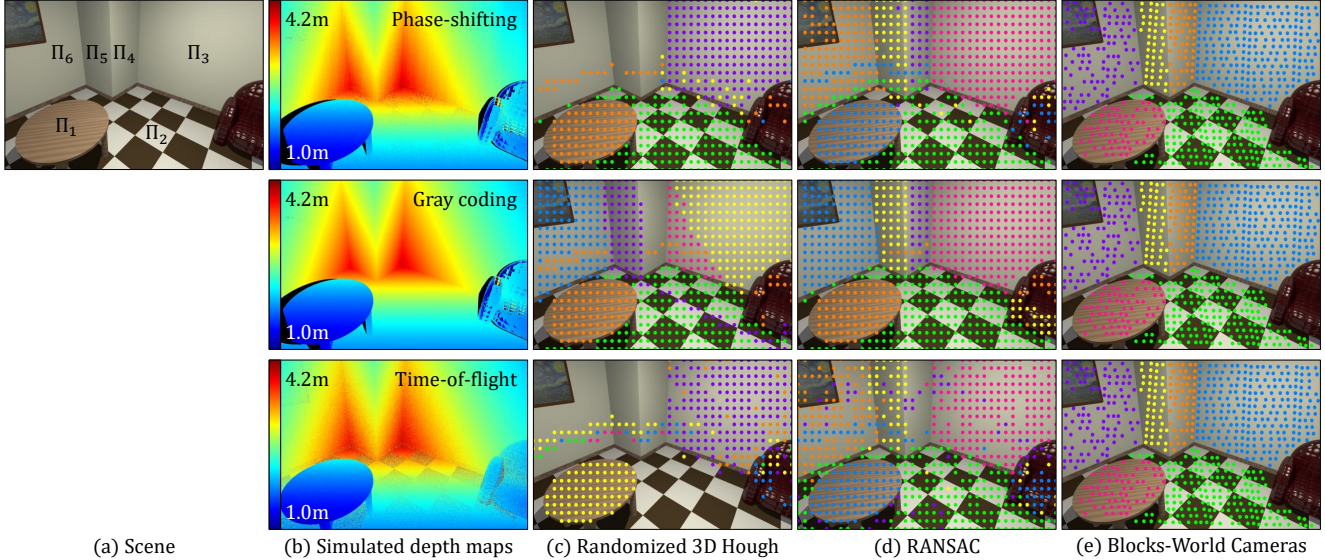 Π6 Π5 Π4 Π3
Π1
Π2
4.2m
Phase-shifting
1.0m
4.2m
Gray coding
1.0m
4.2m
Time-of-flight
1.0m
(a) Scene
(b) Simulated depth maps
(c) Randomized 3D Hough
(d) RANSAC
(e) Blocks-World Cameras